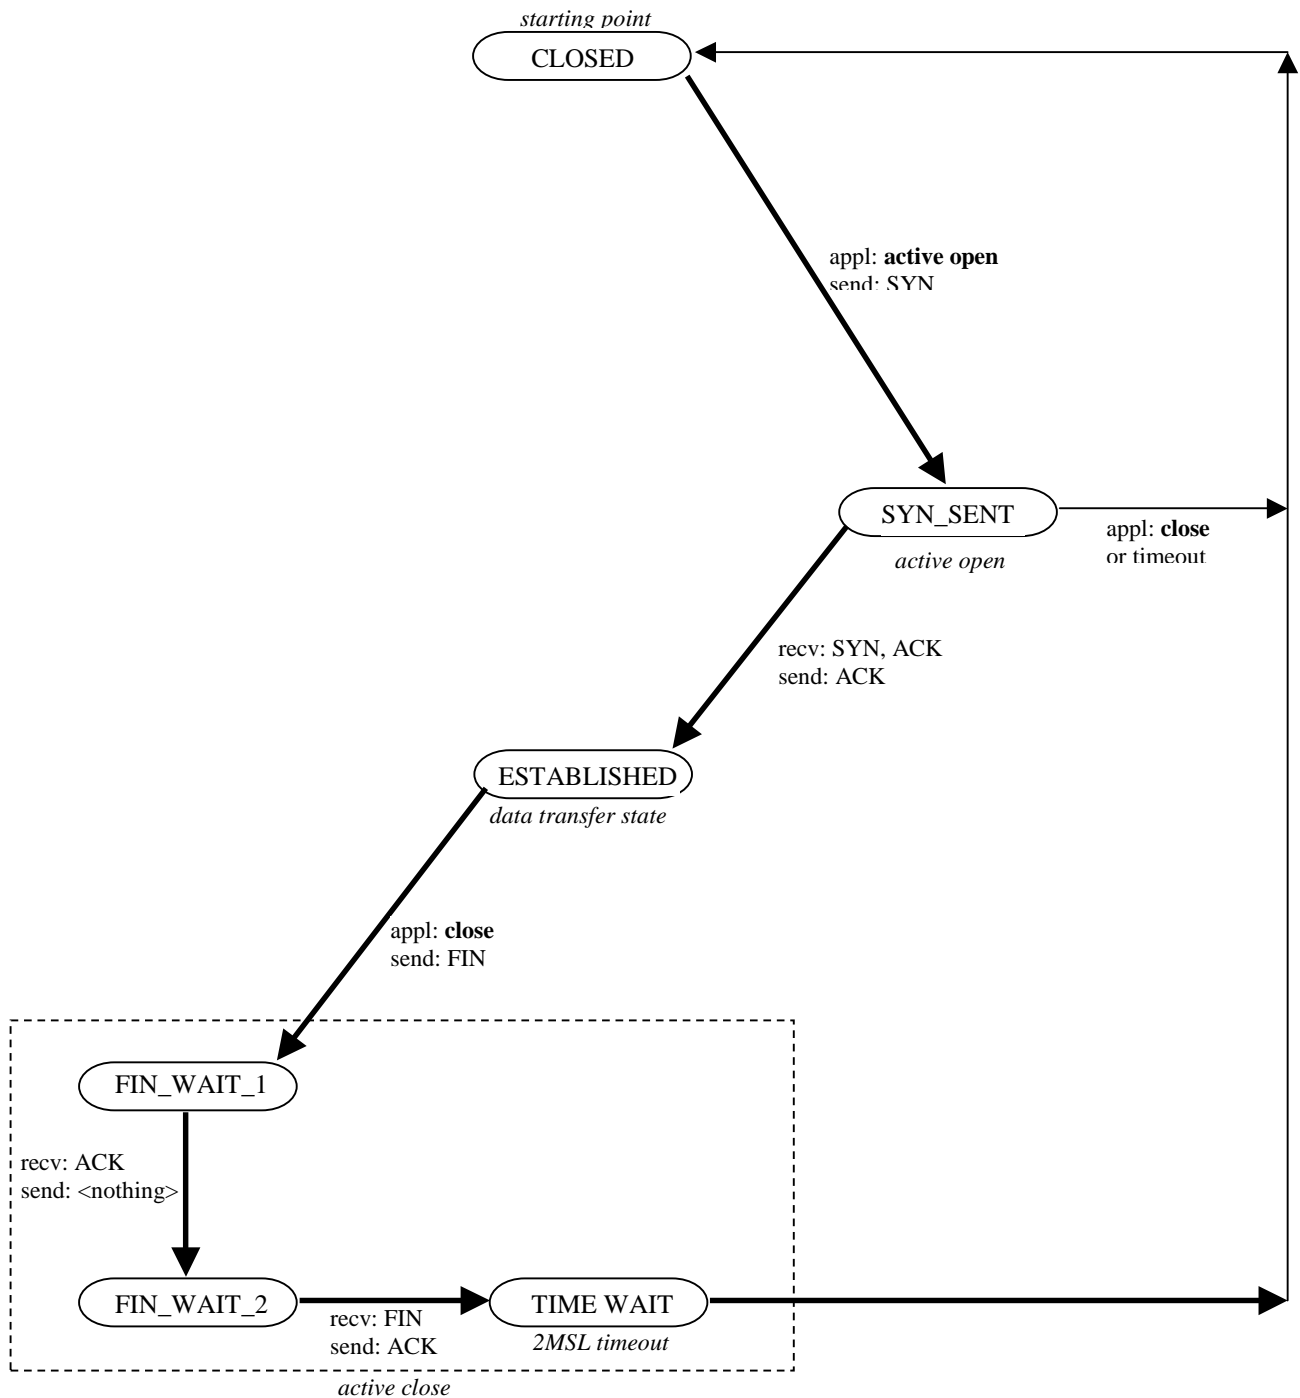 starting point
CLOSED
appl: active open
send: SYN
SYN_SENT
active open
appl: close
or timeout
recv: SYN, ACK
send: ACK
ESTABLISHED
data transfer state
appl: close
send: FIN
FIN_WAIT_1
recv: ACK
send: <nothing>
FIN_WAIT_2
recv: FIN
send: ACK
TIME WAIT
2MSL timeout
active close